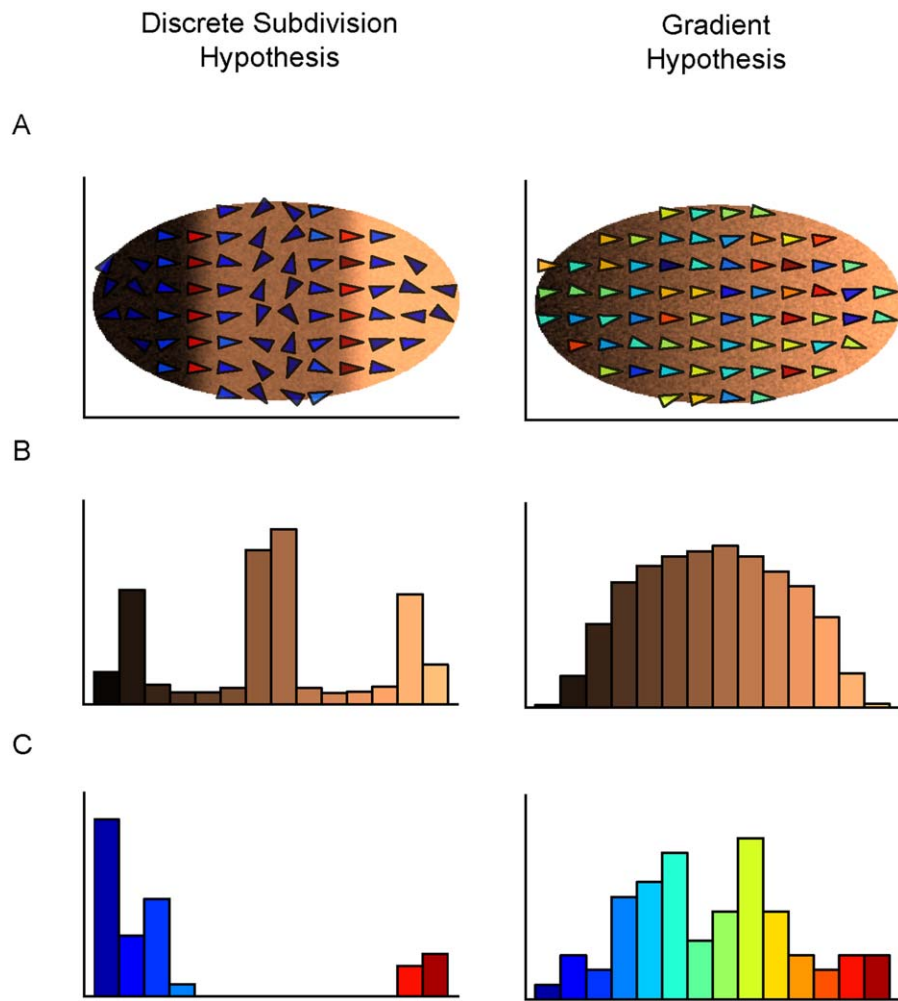 Discrete Subdivision
Hypothesis
Gradient
Hypothesis
A
B
C